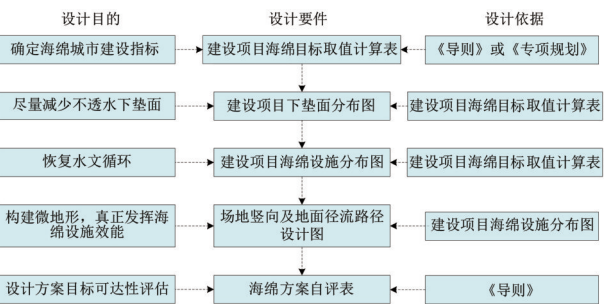 设计目的 设计要件 设计依据
确定海绵城市建设指标 建设项目海绵目标取值计算表 《导则》或《专项规划》
尽量减少不透水下垫面 建设项目下垫面分布图 建设项目海绵目标取值计算表
恢复水文循环 建设项目海绵设施分布图 建设项目海绵目标取值计算表
构建微地形，真正发挥海
绵设施效能
场地竖向及地面径流路径
设计图
建设项目海绵设施分布图
设计方案目标可达性评估 海绵方案自评表 《导则》